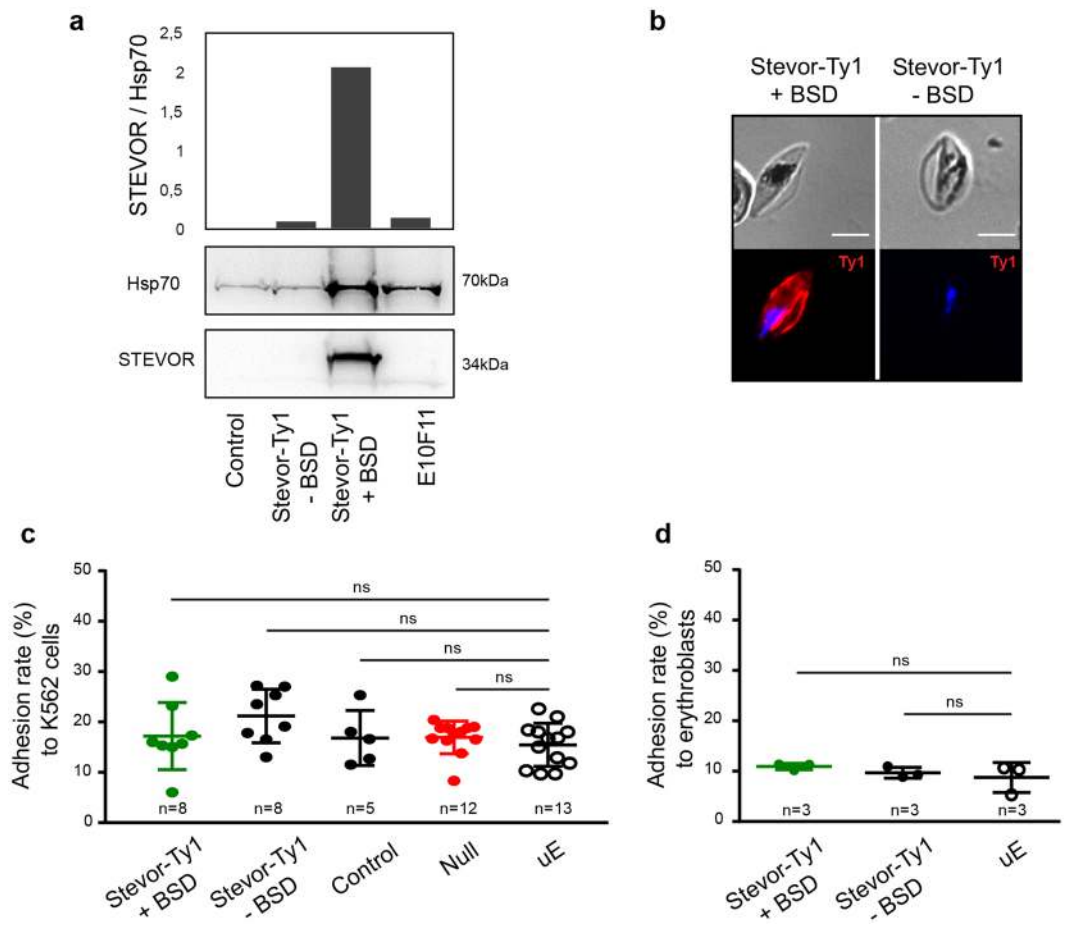 a
STEVOR / Hsp70
2,5
2
1,5
1
0,5
0
Hsp70
70kDa
STEVOR
34kDa
Control
Stevor-Ty1
- BSD
Stevor-Ty1
+ BSD
E10F11
b
Stevor-Ty1
+ BSD
Stevor-Ty1
- BSD
Ty1
Ty1
c
Adhesion rate (%)
to K562 cells
50
40
30
20
10
0
ns
ns
ns
ns
n=8
n=8
n=5
n=12
n=13
Stevor-Ty1
+ BSD
Stevor-Ty1
- BSD
Control
Null
uE
d
Adhesion rate (%)
to erythroblasts
50
40
30
20
10
0
ns
ns
n=3
n=3
n=3
Stevor-Ty1
+ BSD
Stevor-Ty1
- BSD
uE